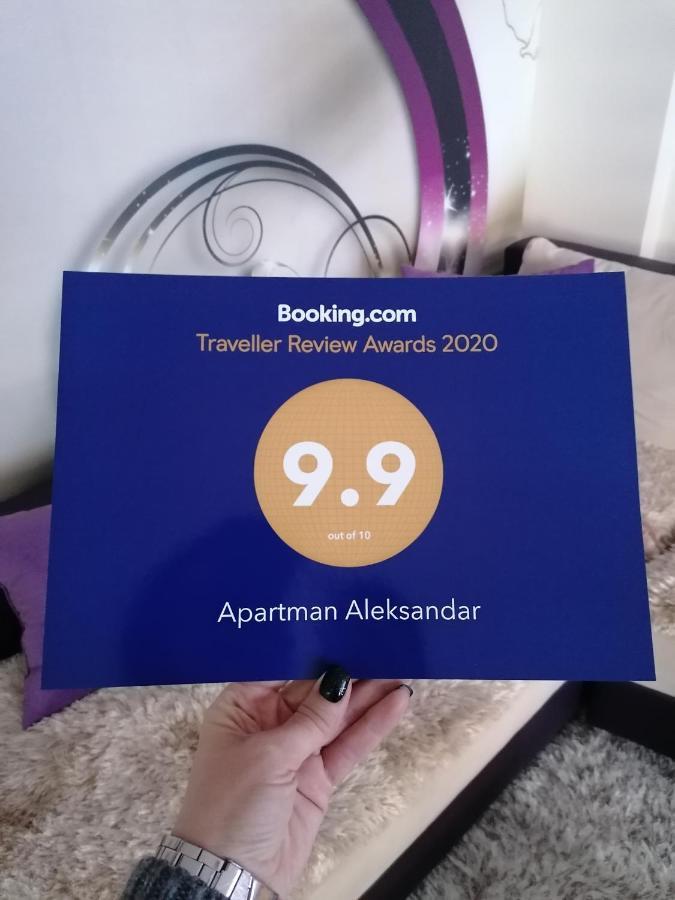 Booking.com
Traveller Review Awards 2020
9.9
out of 10
Apartman Aleksandar